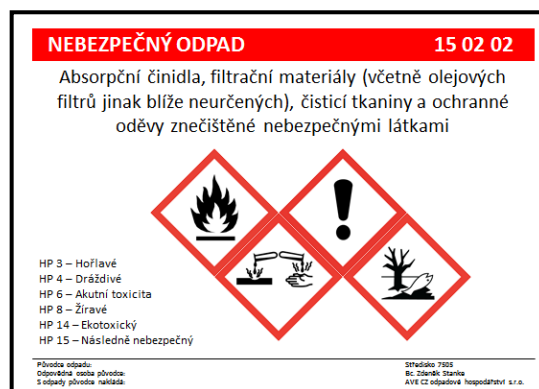 NEBEZPEČNÝ ODPAD 15 02 02
Absorpční činidla, filtrační materiály (včetně olejových
filtrů jinak blíže neurčených), čisticí tkaniny a ochranné
oděvy znečištěné nebezpečnými látkami
HP 3 – Hořlavé
HP 4 – Dráždivé
HP 6 – Akutní toxicita
HP 8 – Žíravé
HP 14 – Ekotoxický
HP 15 – Následně nebezpečný
Původce odpadu: Středisko 7505
Odpovědná osoba původce: Bc. Zdeněk Stanke
S odpady původce nakládá: AVE CZ odpadové hospodářství s.r.o.